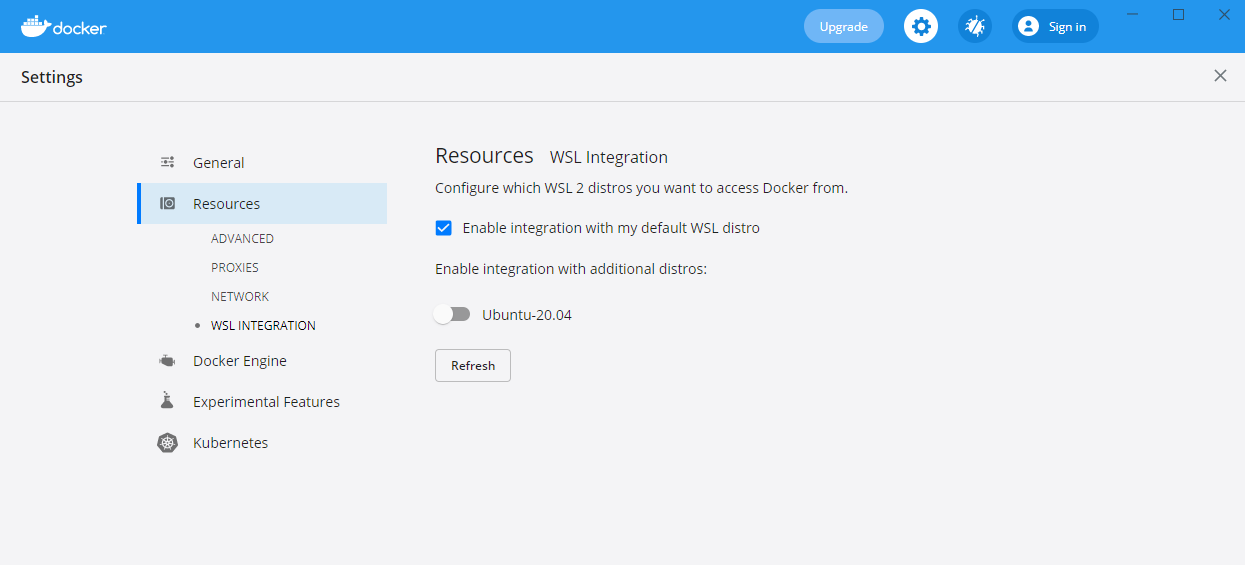 docker
Upgrade
Sign in
Settings
General
Resources
ADVANCED
PROXIES
NETWORK
WSL INTEGRATION
Docker Engine
Experimental Features
Kubernetes
Resources WSL Integration
Configure which WSL 2 distros you want to access Docker from.
Enable integration with my default WSL distro
Enable integration with additional distros:
Ubuntu-20.04
Refresh